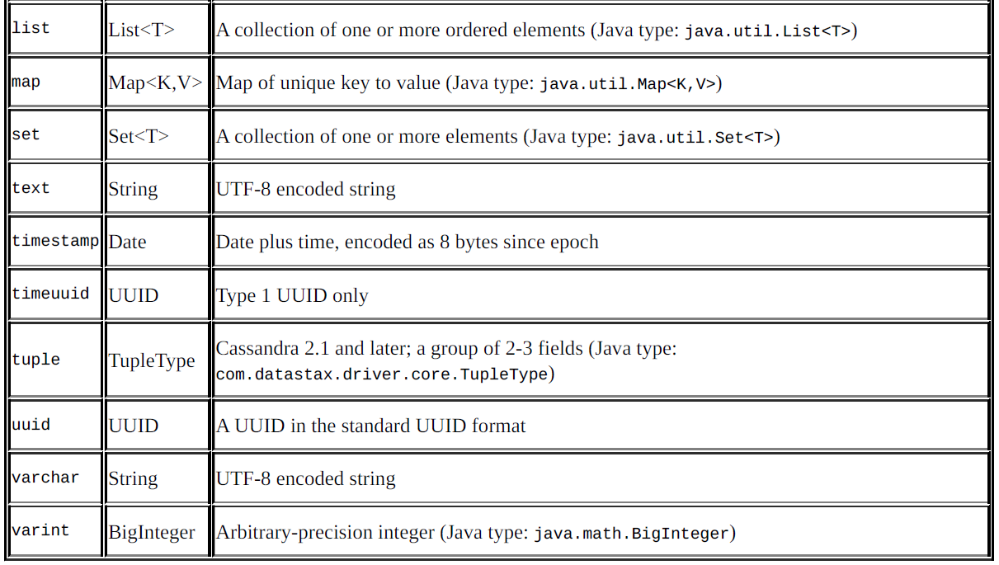 list List<T> A collection of one or more ordered elements (Java type: java.util.List<T>)
map Map<K,V> Map of unique key to value (Java type: java.util.Map<K,V>)
set Set<T> A collection of one or more elements (Java type: java.util.Set<T>)
text String UTF-8 encoded string
timestamp Date Date plus time, encoded as 8 bytes since epoch
timeuuid UUID Type 1 UUID only
tuple TupleType Cassandra 2.1 and later; a group of 2-3 fields (Java type:
com.datastax.driver.core.TupleType)
uuid UUID A UUID in the standard UUID format
varchar String UTF-8 encoded string
varint BigInteger Arbitrary-precision integer (Java type: java.math.BigInteger)